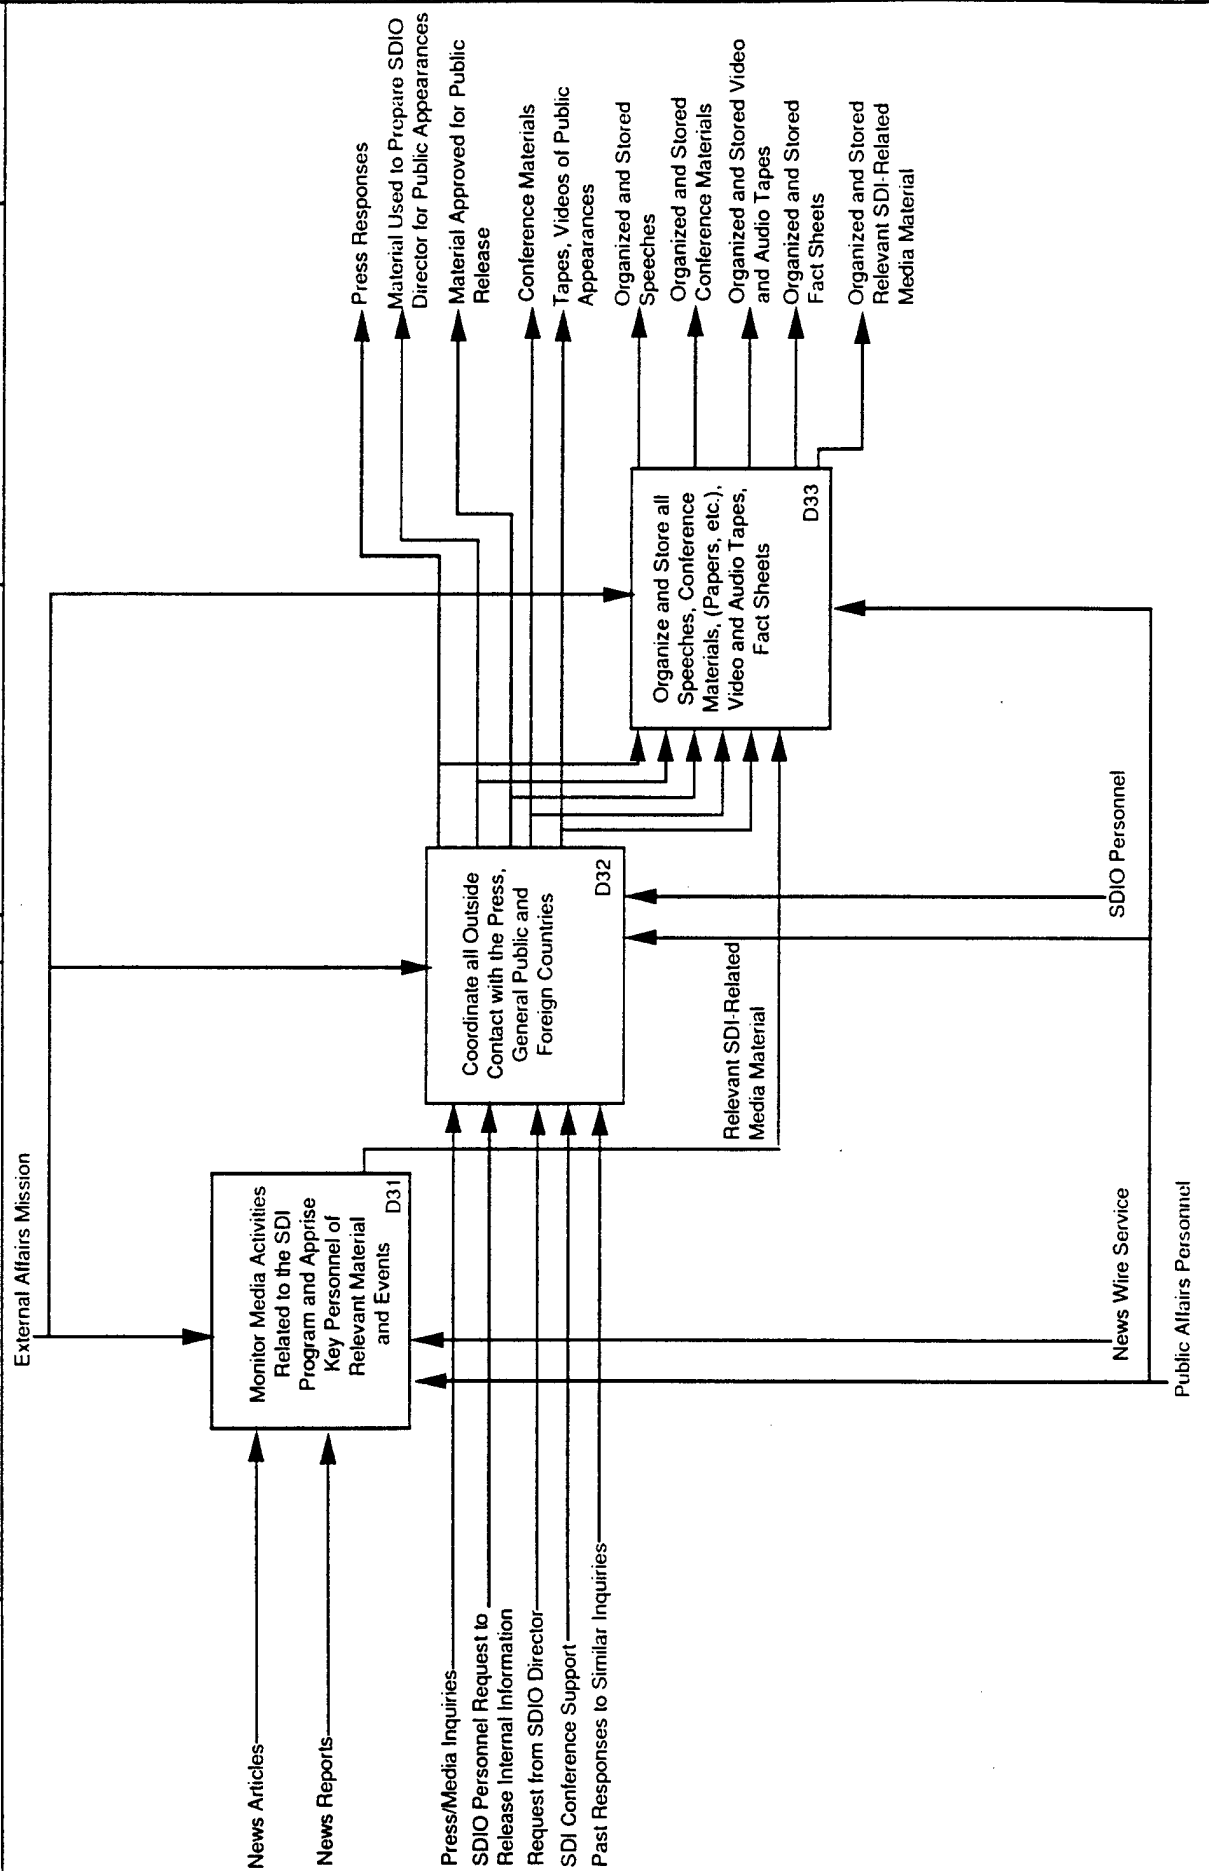 External Affairs Mission
News Articles
News Reports
Monitor Media Activities
Related to the SDI
Program and Apprise
Key Personnel of
Relevant Material
and Events
D31
Press/Media Inquiries
SDIO Personnel Request to
Release Internal Information
Request from SDIO Director
SDI Conference Support
Past Responses to Similar Inquiries
Coordinate all Outside
Contact with the Press,
General Public and
Foreign Countries
D32
Relevant SDI-Related
Media Material
Organize and Store all
Speeches, Conference
Materials, (Papers, etc.),
Video and Audio Tapes,
Fact Sheets
D33
Press Responses
Material Used to Prepare SDIO
Director for Public Appearances
Material Approved for Public
Release
Conference Materials
Tapes, Videos of Public
Appearances
Organized and Stored
Speeches
Organized and Stored
Conference Materials
Organized and Stored Video
and Audio Tapes
Organized and Stored
Fact Sheets
Organized and Stored
Relevant SDI-Related
Media Material
News Wire Service
SDIO Personnel
Public Affairs Personnel